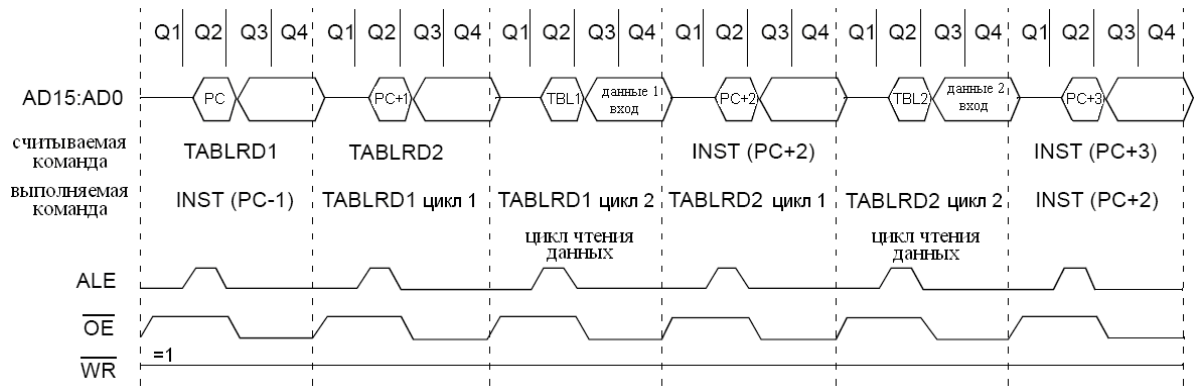 Q1 Q2 Q3 Q4 Q1 Q2 Q3 Q4 Q1 Q2 Q3 Q4 Q1 Q2 Q3 Q4 Q1 Q2 Q3 Q4 Q1 Q2 Q3 Q4
AD15:AD0 PC PC+1 TBL1 данные 1 вход PC+2 TBL2 данные 2 вход PC+3
считываемая
команда
TABLRD1 TABLRD2 INST (PC+2) INST (PC+3)
выполняемая
команда
INST (PC-1) TABLRD1 цикл 1 TABLRD1 цикл 2 TABLRD2 цикл 1 TABLRD2 цикл 2 INST (PC+2)
цикл чтения
данных
цикл чтения
данных
ALE
OE
=1
WR